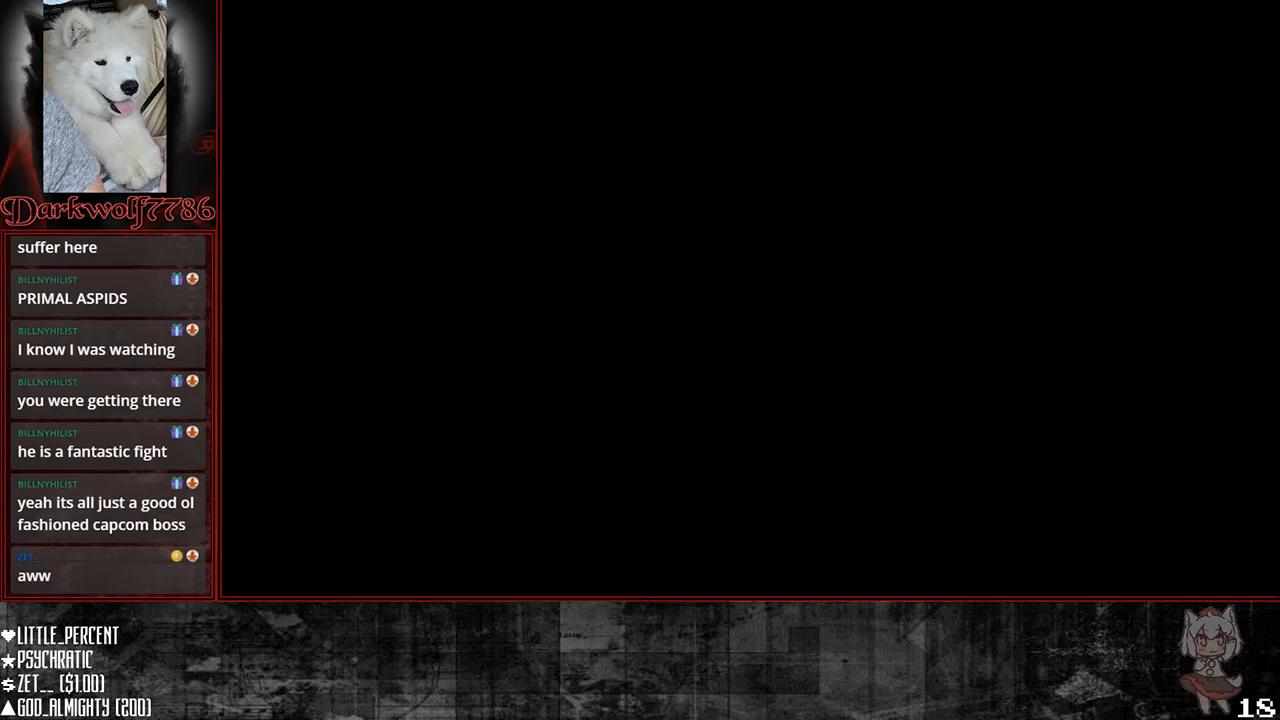 Darkwolf7786
suffer here
BILLNYHILIST
PRIMAL ASPIDS
BILLNYHILIST
I know I was watching
BILLNYHILIST
you were getting there
BILLNYHILIST
he is a fantastic fight
BILLNYHILIST
yeah its all just a good ol
fashioned capcom boss
ZET_
aww
LITTLE_PERCENT
PSYCHRATIC
ZET__ ($1.00)
GOD_ALMIGHTY (200)
18